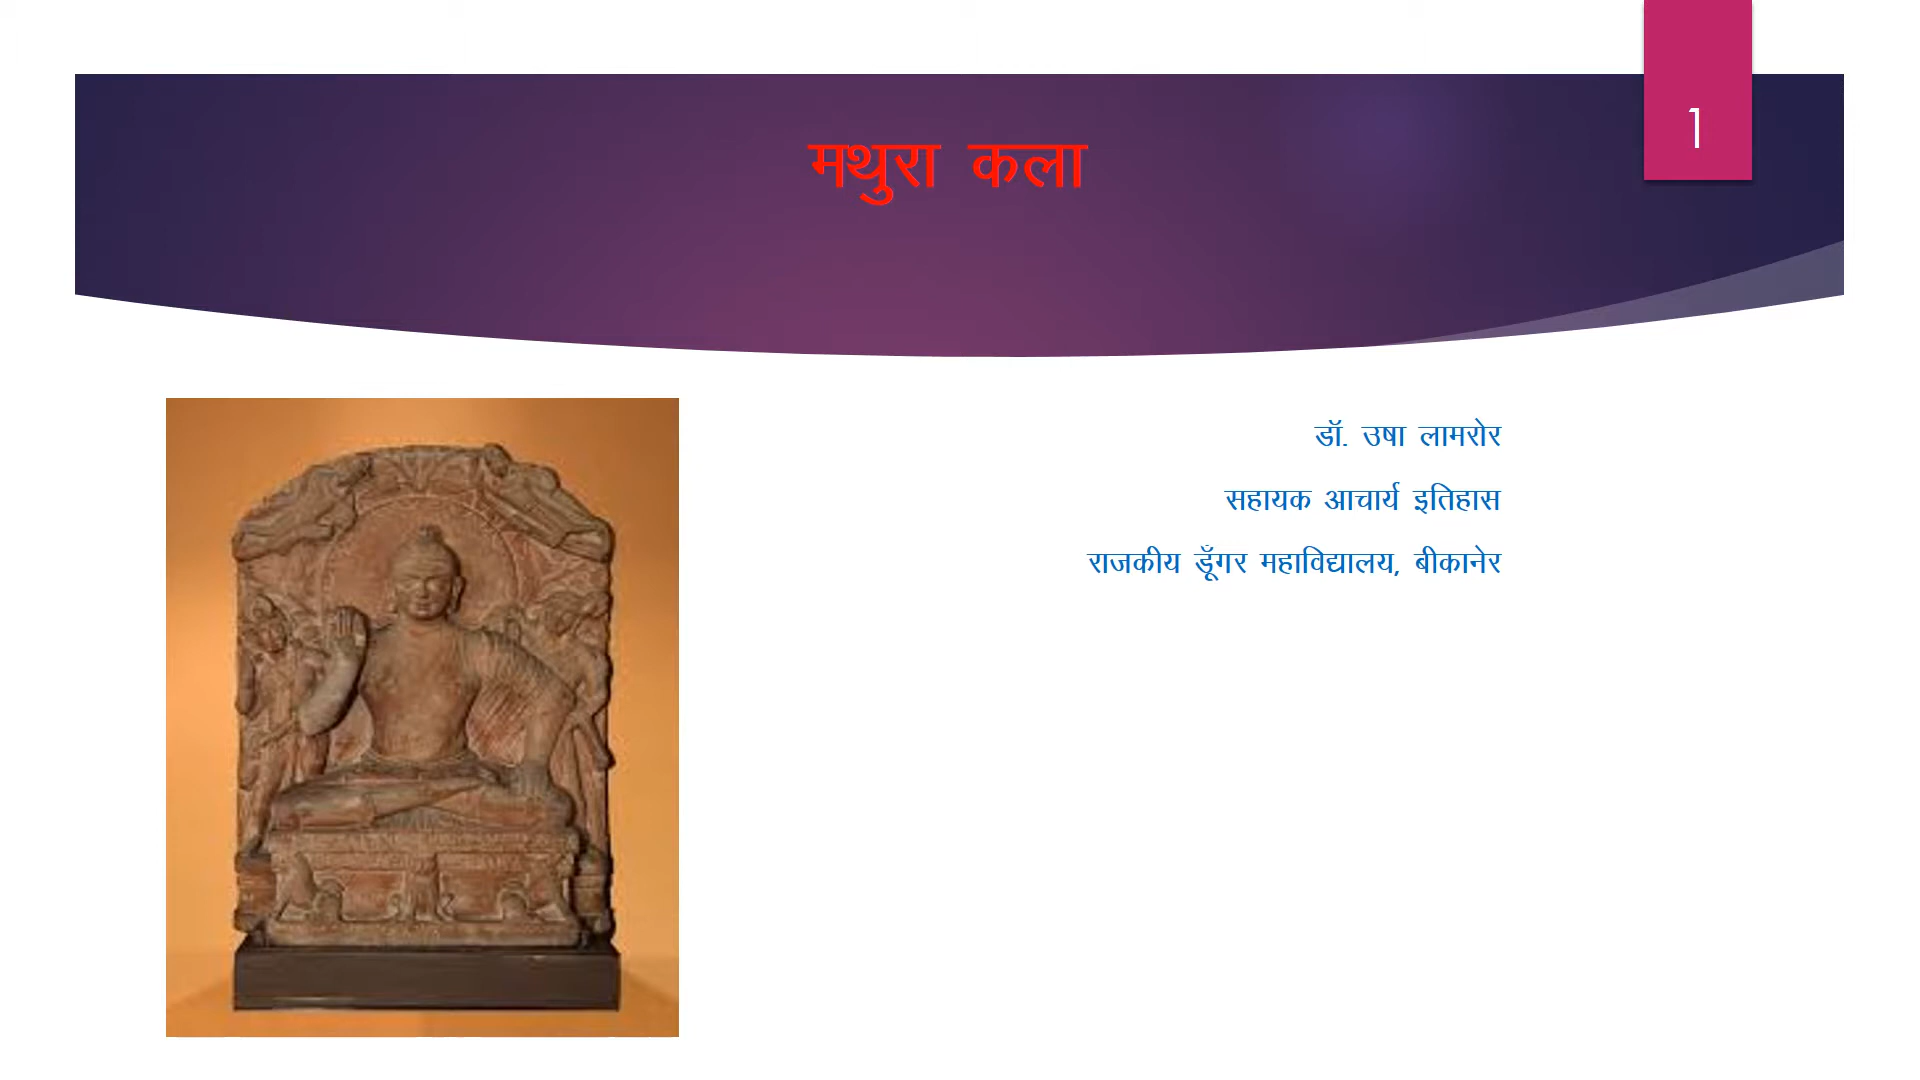 1
मथुरा कला
डॉ. उषा लामरोर
सहायक आचार्य इतिहास
राजकीय डूँगर महाविद्यालय, बीकानेर